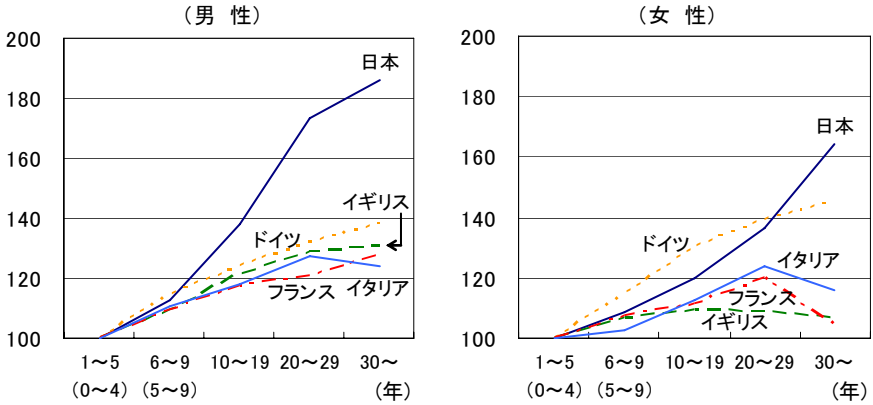 （男 性）
200
180
160
140
120
100
日本
イギリス
ドイツ
フランス
イタリア
1～5 6～9 10～19 20～29 30～
（0～4）（5～9） （年）
（女 性）
200
180
160
140
120
100
日本
ドイツ
イタリア
フランス
イギリス
1～5 6～9 10～19 20～29 30～
（0～4）（5～9） （年）